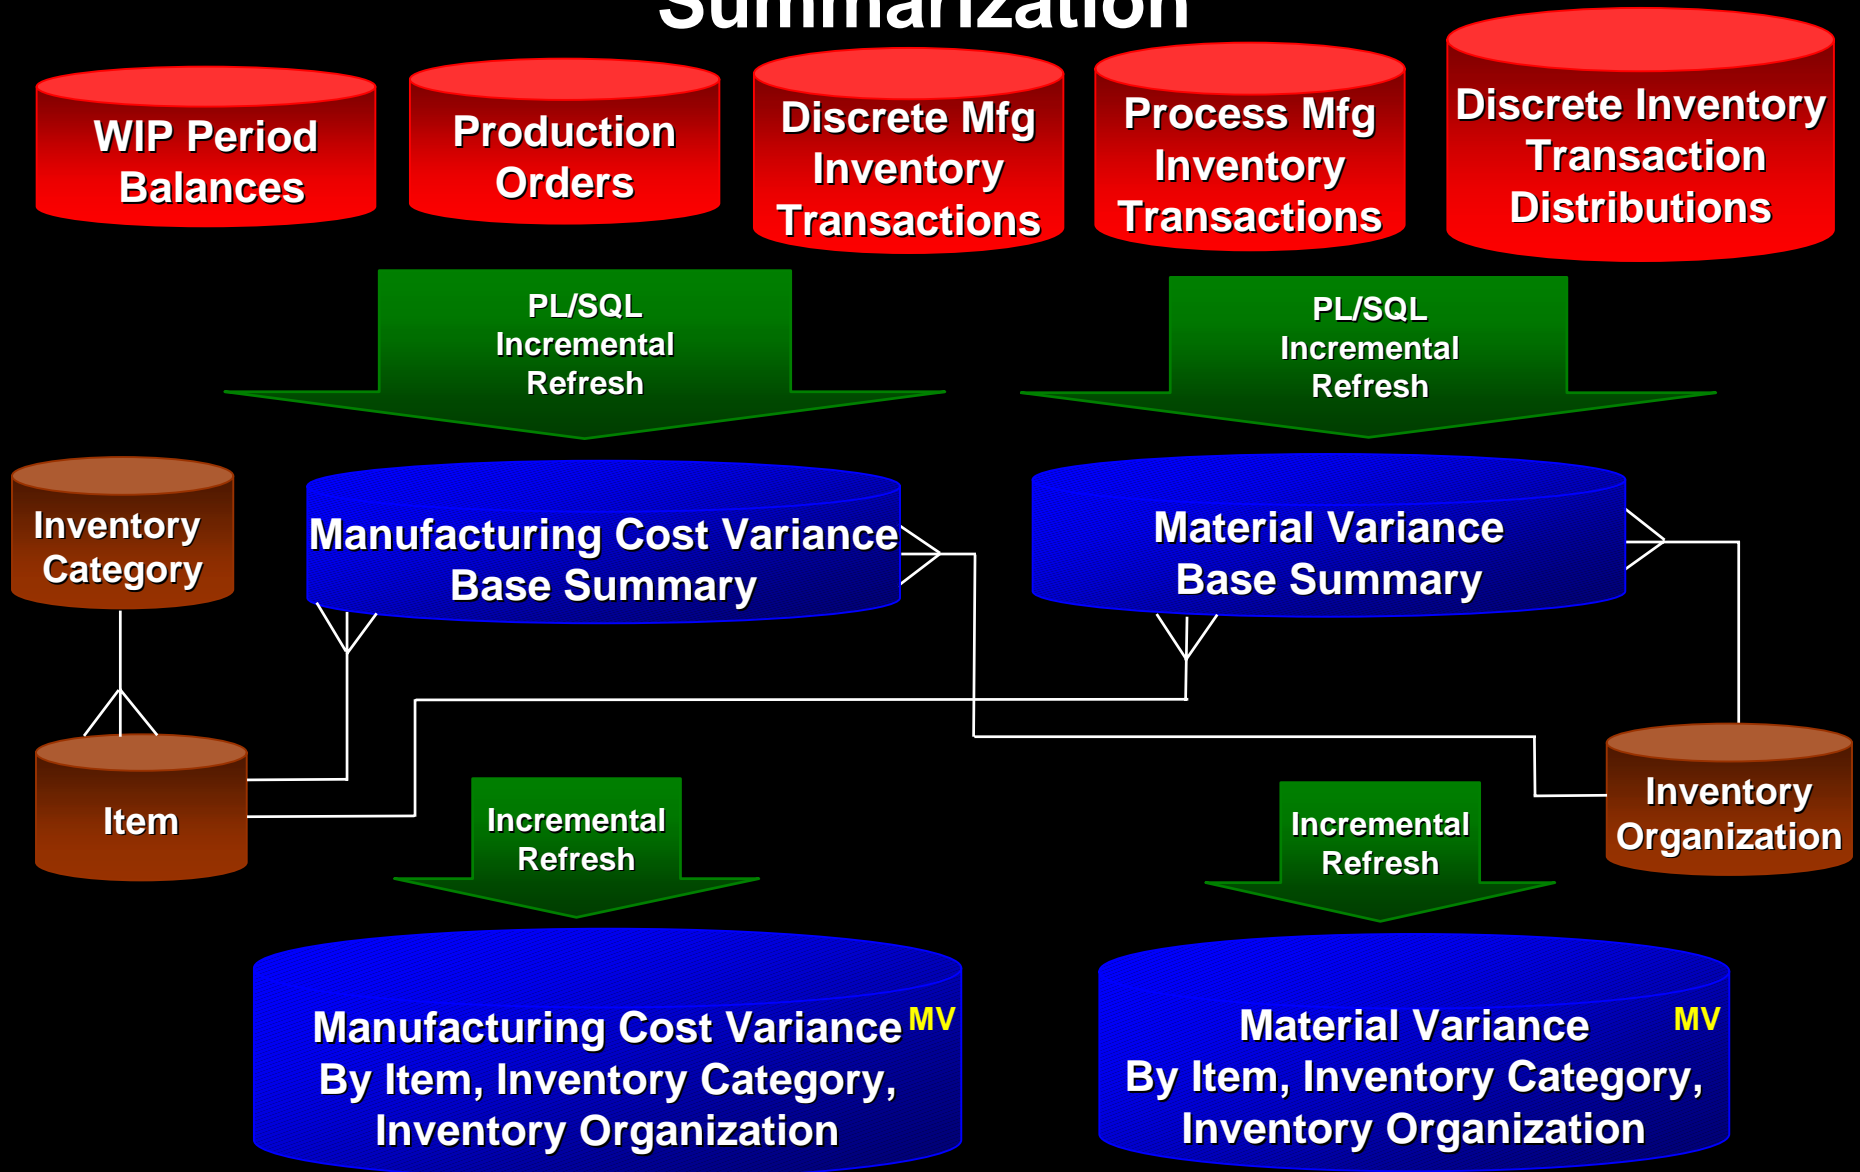 Summarization
WIP Period
Balances
Production
Orders
Discrete Mfg
Inventory
Transactions
Process Mfg
Inventory
Transactions
Discrete Inventory
Transaction
Distributions
PL/SQL
Incremental
Refresh
PL/SQL
Incremental
Refresh
Inventory
Category
Manufacturing Cost Variance
Base Summary
Material Variance
Base Summary
Item
Incremental
Refresh
Incremental
Refresh
Inventory
Organization
Manufacturing Cost Variance MV
By Item, Inventory Category,
Inventory Organization
Material Variance MV
By Item, Inventory Category,
Inventory Organization